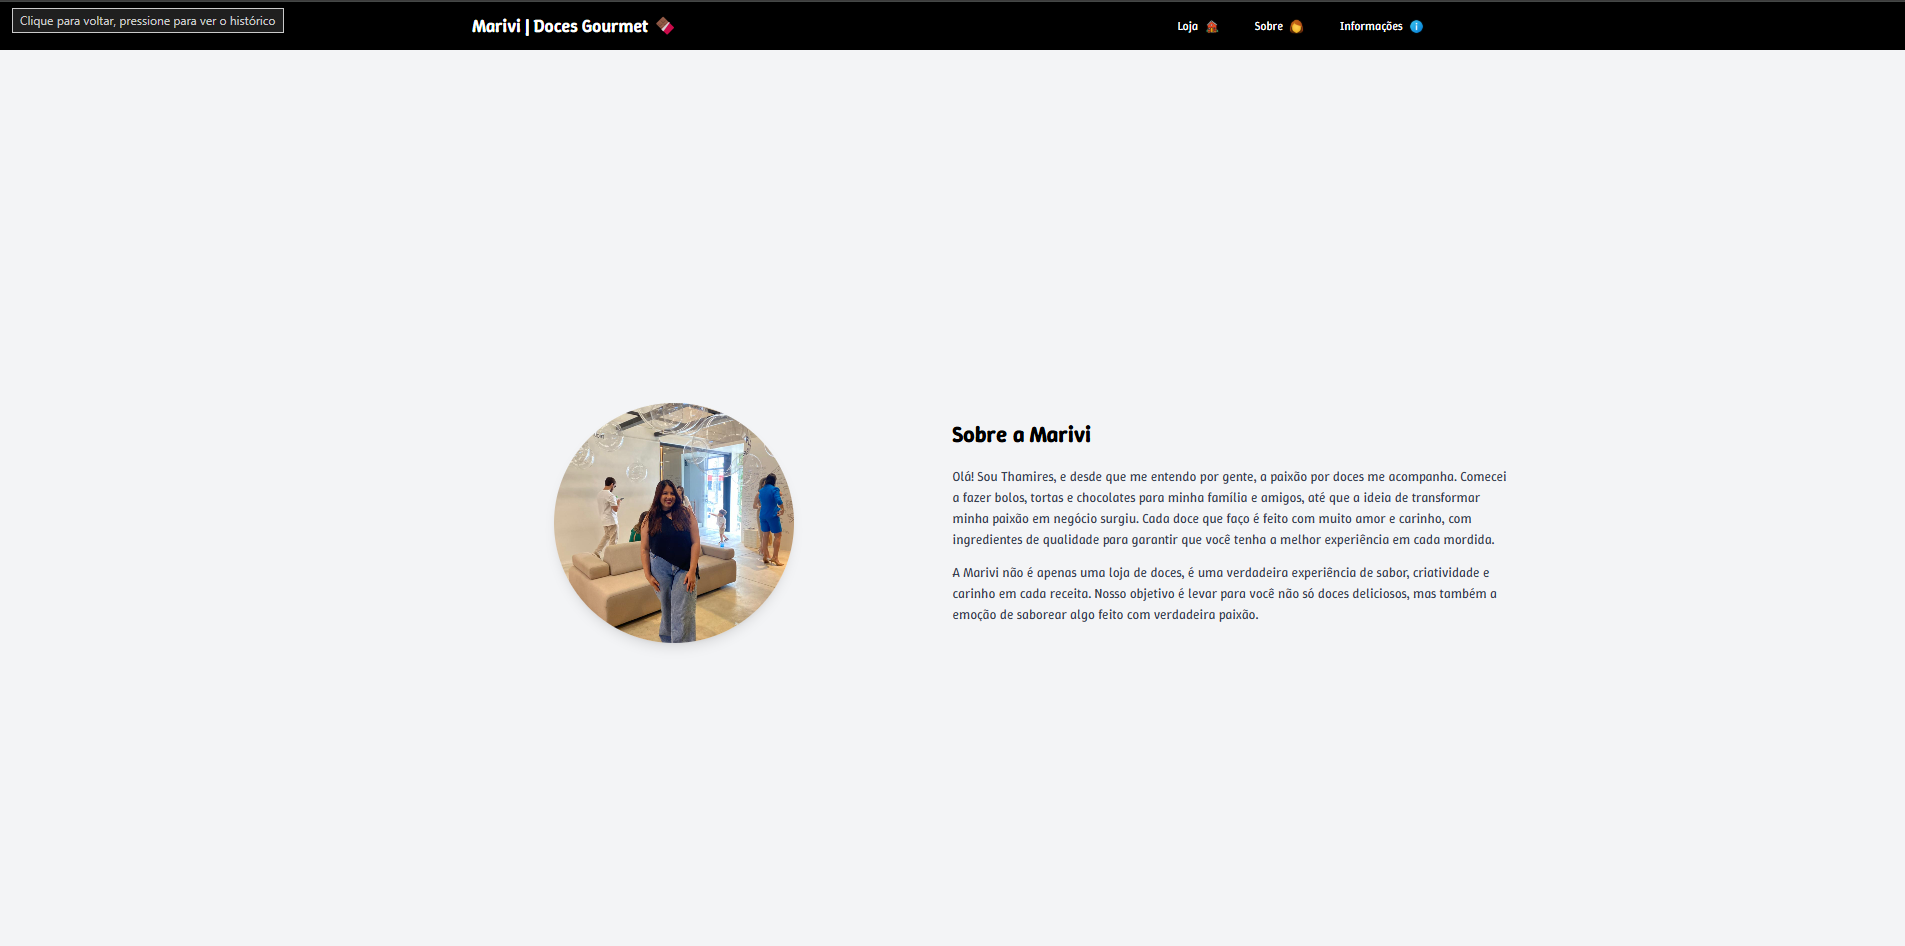 Clique para voltar, pressione para ver o histórico
Marivi | Doces Gourmet
Loja
Sobre
Informações
Sobre a Marivi
Olá! Sou Thamires, e desde que me entendo por gente, a paixão por doces me acompanha. Comecei
a fazer bolos, tortas e chocolates para minha família e amigos, até que a ideia de transformar
minha paixão em negócio surgiu. Cada doce que faço é feito com muito amor e carinho, com
ingredientes de qualidade para garantir que você tenha a melhor experiência em cada mordida.
A Marivi não é apenas uma loja de doces, é uma verdadeira experiência de sabor, criatividade e
carinho em cada receita. Nosso objetivo é levar para você não só doces deliciosos, mas também a
emoção de saborear algo feito com verdadeira paixão.